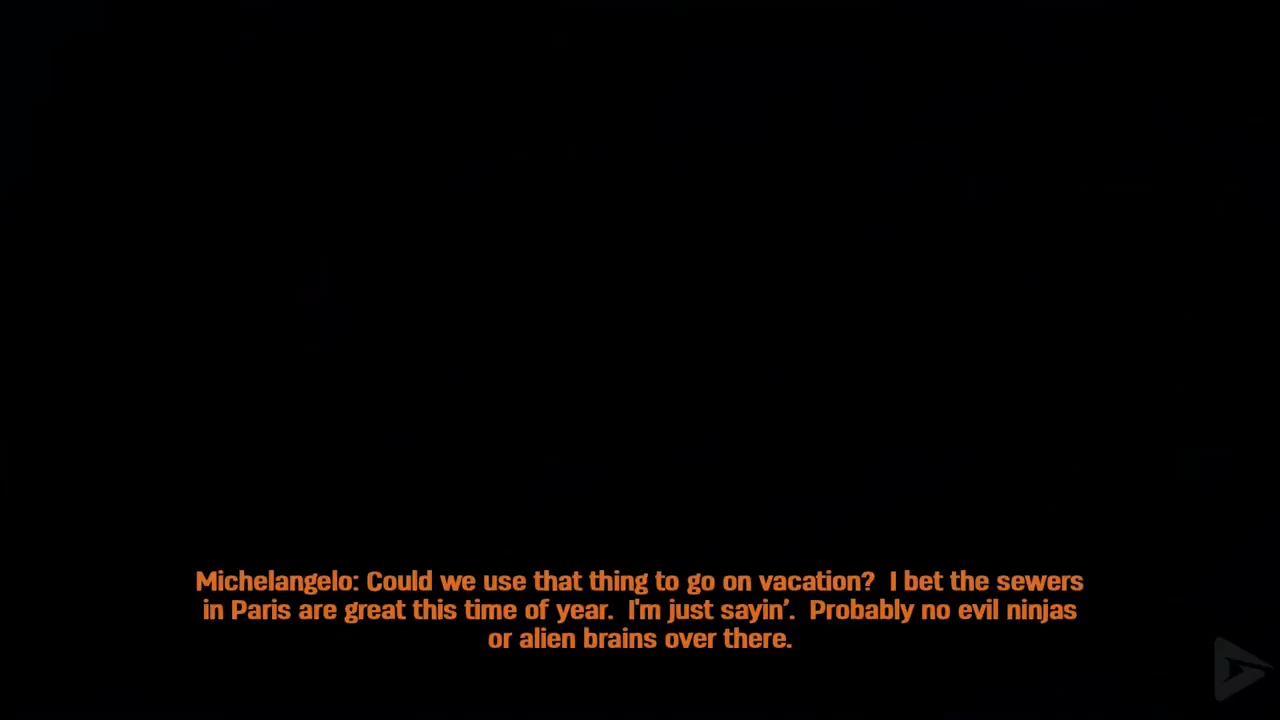 Michelangelo: Could we use that thing to go on vacation?  I bet the sewers
in Paris are great this time of year.  I'm just sayin’.  Probably no evil ninjas
or alien brains over there.